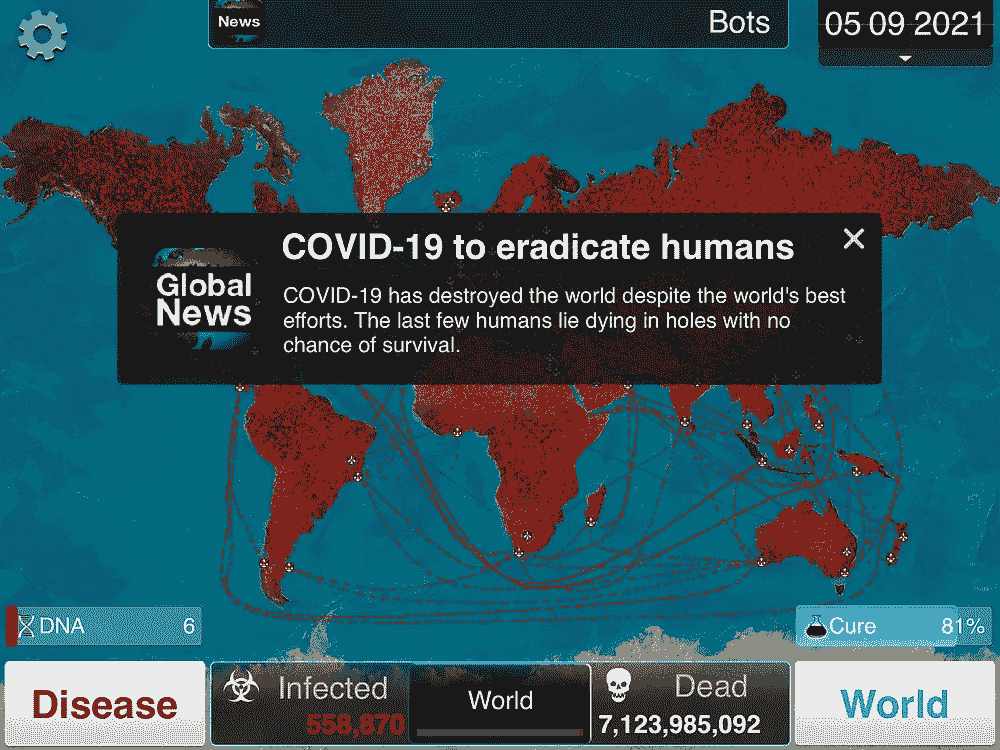 News
Bots
05 09 2021
COVID-19 to eradicate humans
Global
News
COVID-19 has destroyed the world despite the world's best
efforts. The last few humans lie dying in holes with no
chance of survival.
DNA 6
Cure 81%
Disease
Infected
558,870
World
Dead
7,123,985,092
World